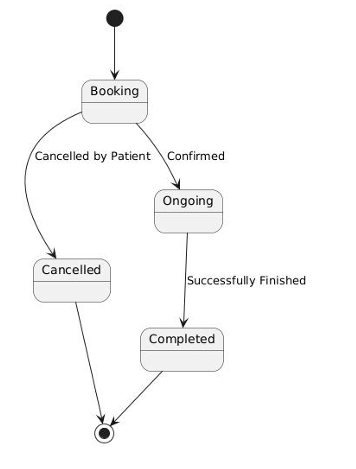 Booking
Cancelled by Patient
Confirmed
Ongoing
Cancelled
Successfully Finished
Completed